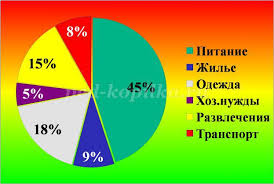 8%
15%
45%
5%
18%
9%
Питание
Жилье
Одежда
Хоз.нужды
Развлечения
Транспорт